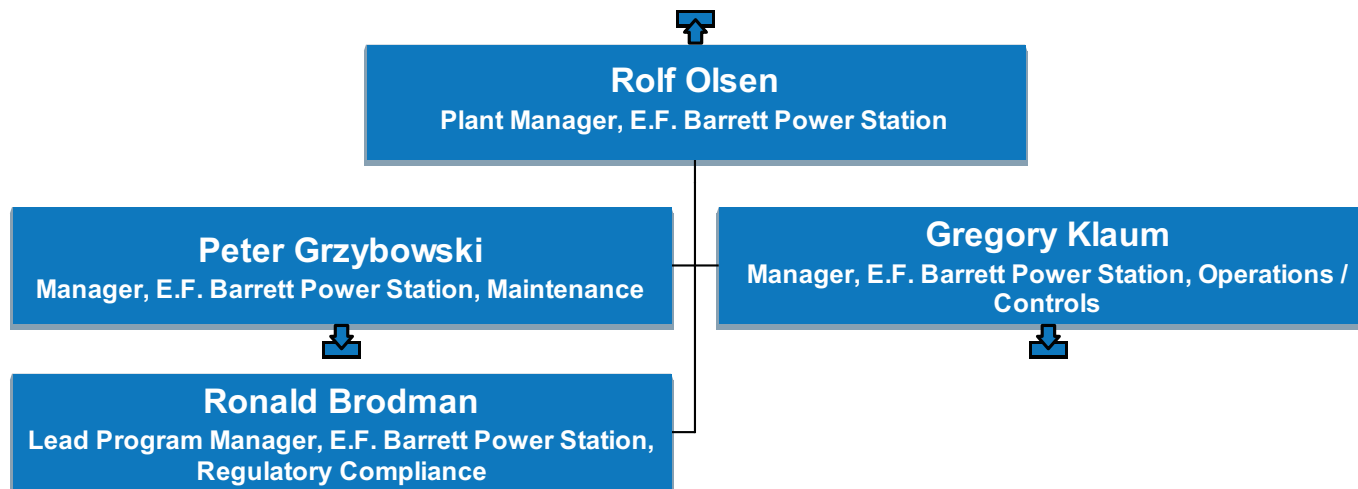 Rolf Olsen
Plant Manager, E.F. Barrett Power Station
Peter Grzybowski
Manager, E.F. Barrett Power Station, Maintenance
Gregory Klaum
Manager, E.F. Barrett Power Station, Operations /
Controls
Ronald Brodman
Lead Program Manager, E.F. Barrett Power Station,
Regulatory Compliance